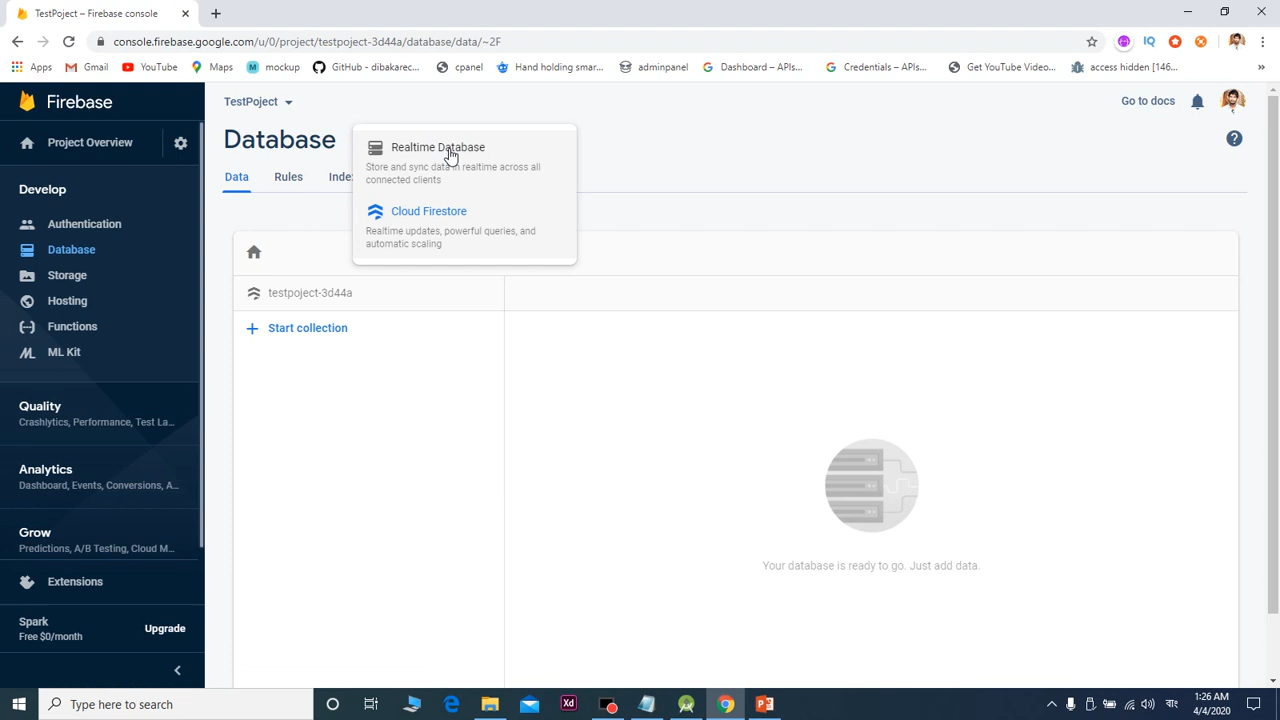 TestPoject – Firebase console
console.firebase.google.com/u/0/project/testpoject-3d44a/database/data/~2F
Apps
Gmail
YouTube
Maps
mockup
GitHub - dibakarec...
cpanel
Hand holding smar...
adminpanel
Dashboard – APIs...
Credentials – APIs...
Get YouTube Video...
access hidden [146...
»
Firebase
Project Overview
Develop
Authentication
Database
Storage
Hosting
Functions
ML Kit
Quality
Crashlytics, Performance, Test La...
Analytics
Dashboard, Events, Conversions, A...
Grow
Predictions, A/B Testing, Cloud M...
Extensions
Spark
Free $0/month
Upgrade
TestPoject
Go to docs
Database
Realtime Database
Store and sync data in realtime across all
connected clients
Cloud Firestore
Realtime updates, powerful queries, and
automatic scaling
Data
Rules
testpoject-3d44a
+ Start collection
Your database is ready to go. Just add data.
Type here to search
Xd
1:26 AM
4/4/2020